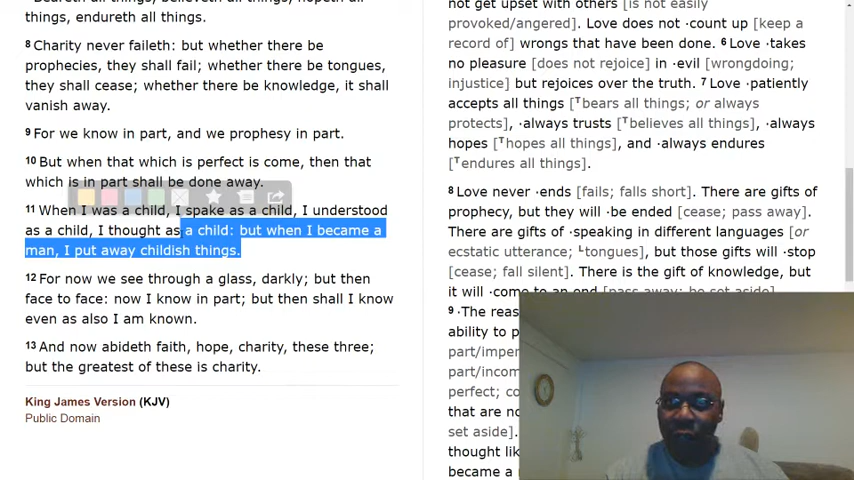 Beareth all things, believeth all things, hopeth all
things, endureth all things.
8 Charity never faileth: but whether there be
prophecies, they shall fail; whether there be tongues,
they shall cease; whether there be knowledge, it shall
vanish away.
9 For we know in part, and we prophesy in part.
10 But when that which is perfect is come, then that
which is in part shall be done away.
11 When I was a child, I spake as a child, I understood
as a child, I thought as a child: but when I became a
man, I put away childish things.
12 For now we see through a glass, darkly; but then
face to face: now I know in part; but then shall I know
even as also I am known.
13 And now abideth faith, hope, charity, these three;
but the greatest of these is charity.
King James Version (KJV)
Public Domain
not get upset with others [is not easily
provoked/angered]. Love does not ·count up [keep a
record of] wrongs that have been done. 6 Love ·takes
no pleasure [does not rejoice] in ·evil [wrongdoing;
injustice] but rejoices over the truth. 7 Love ·patiently
accepts all things [ᵀbears all things; or always
protects], ·always trusts [ᵀbelieves all things], ·always
hopes [ᵀhopes all things], and ·always endures
[ᵀendures all things].
8 Love never ·ends [fails; falls short]. There are gifts of
prophecy, but they will ·be ended [cease; pass away].
There are gifts of ·speaking in different languages [or
ecstatic utterance; ᴸtongues], but those gifts will ·stop
[cease; fall silent]. There is the gift of knowledge, but
it will ·come to an end [pass away; be set aside].
9 ·The reas
ability to p
part/imper
part/incom
perfect; co
that are no
set aside].
thought lik
became a